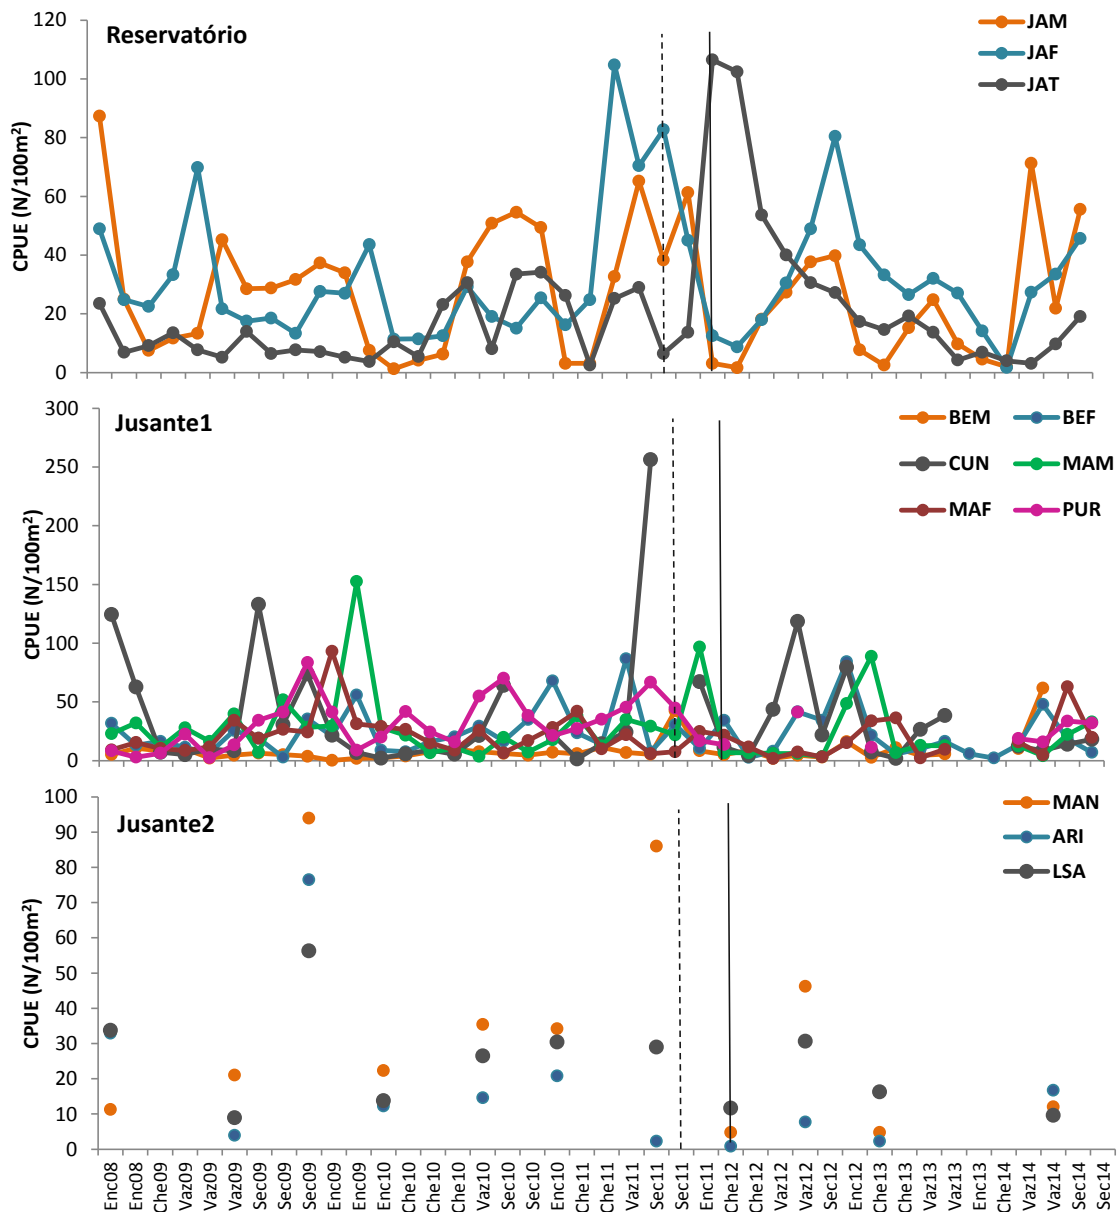 Reservatório
JAM
JAF
JAT
CPUE (N/100m²)
120
100
80
60
40
20
0
Jusante1
BEM BEF
CUN MAM
MAF PUR
CPUE (N/100m²)
300
250
200
150
100
50
0
Jusante2
MAN
ARI
LSA
CPUE (N/100m²)
100
90
80
70
60
50
40
30
20
10
0
Enc08
Enc08
Che09
Vaz09
Vaz09
Vaz09
Sec09
Sec09
Sec09
Enc09
Enc09
Enc10
Che10
Che10
Che10
Vaz10
Sec10
Sec10
Enc10
Che11
Che11
Vaz11
Sec11
Sec11
Enc11
Che12
Che12
Vaz12
Vaz12
Sec12
Enc12
Enc13
Che13
Vaz13
Vaz13
Enc13
Che14
Vaz14
Vaz14
Sec14
Sec14